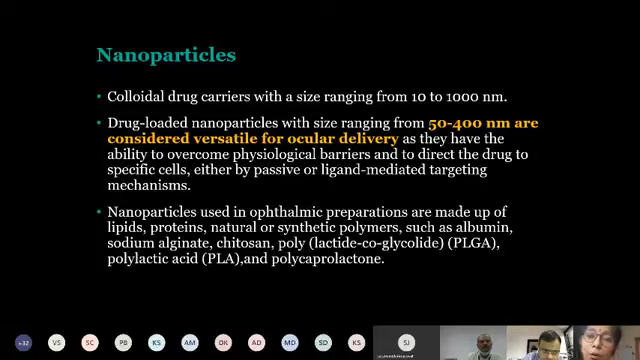 Nanoparticles
• Colloidal drug carriers with a size ranging from 10 to 1000 nm.
• Drug-loaded nanoparticles with size ranging from 50-400 nm are
considered versatile for ocular delivery as they have the
ability to overcome physiological barriers and to direct the drug to
specific cells, either by passive or ligand-mediated targeting
mechanisms.
• Nanoparticles used in ophthalmic preparations are made up of
lipids, proteins, natural or synthetic polymers, such as albumin,
sodium alginate, chitosan, poly (lactide-co-glycolide) (PLGA),
polylactic acid (PLA),and polycaprolactone.
+32 VS SC PB KS AM DK AD MD SD KS SJ